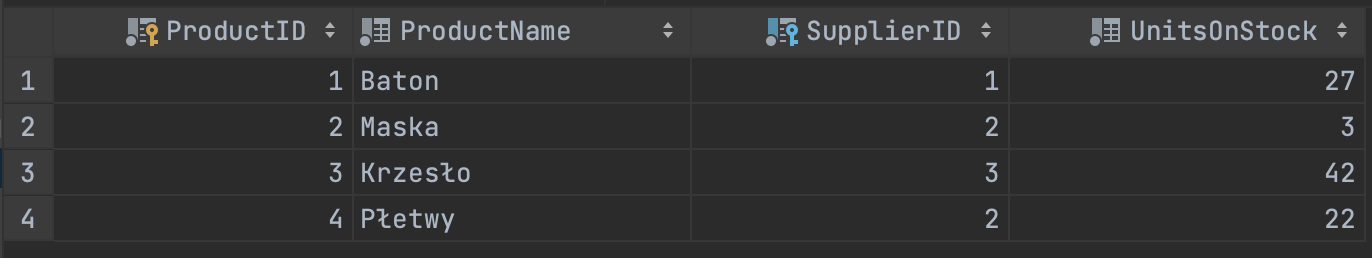 ProductID ProductName SupplierID UnitsOnStock
1 1 Baton 1 27
2 2 Maska 2 3
3 3 Krzesło 3 42
4 4 Płetwy 2 22